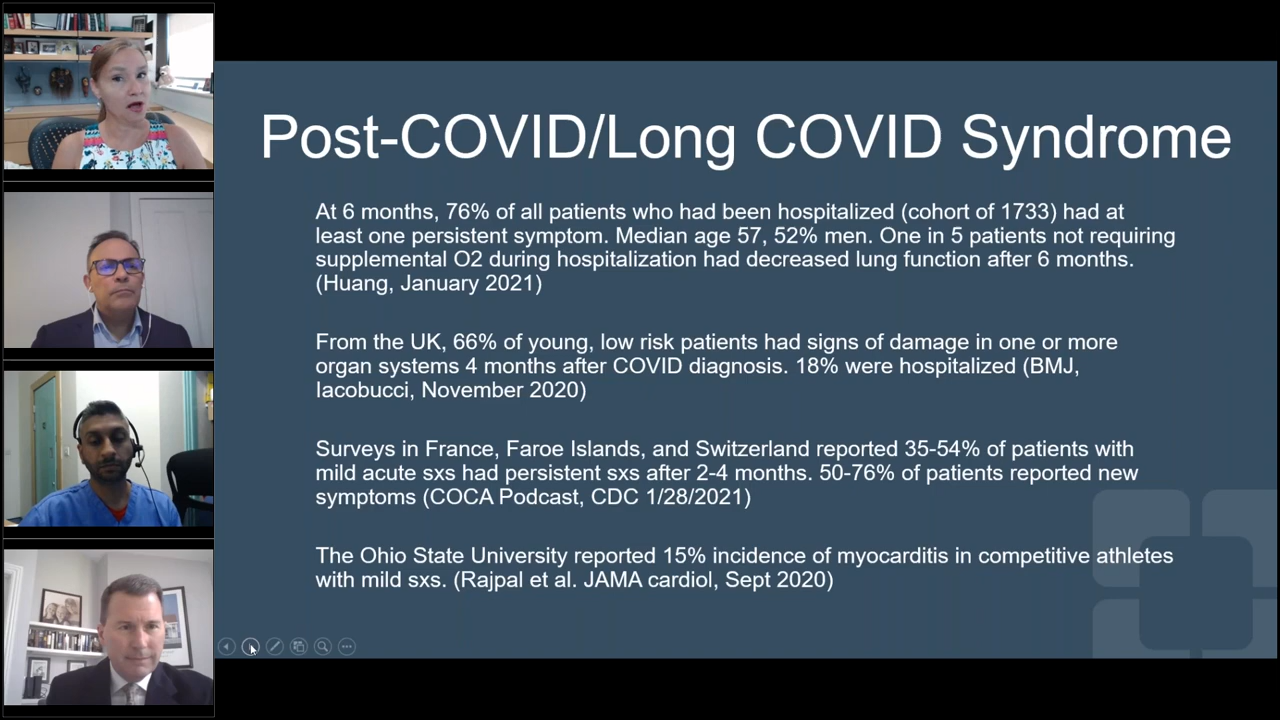 Post-COVID/Long COVID Syndrome
At 6 months, 76% of all patients who had been hospitalized (cohort of 1733) had at
least one persistent symptom. Median age 57, 52% men. One in 5 patients not requiring
supplemental O2 during hospitalization had decreased lung function after 6 months.
(Huang, January 2021)
From the UK, 66% of young, low risk patients had signs of damage in one or more
organ systems 4 months after COVID diagnosis. 18% were hospitalized (BMJ,
Iacobucci, November 2020)
Surveys in France, Faroe Islands, and Switzerland reported 35-54% of patients with
mild acute sxs had persistent sxs after 2-4 months. 50-76% of patients reported new
symptoms (COCA Podcast, CDC 1/28/2021)
The Ohio State University reported 15% incidence of myocarditis in competitive athletes
with mild sxs. (Rajpal et al. JAMA cardiol, Sept 2020)